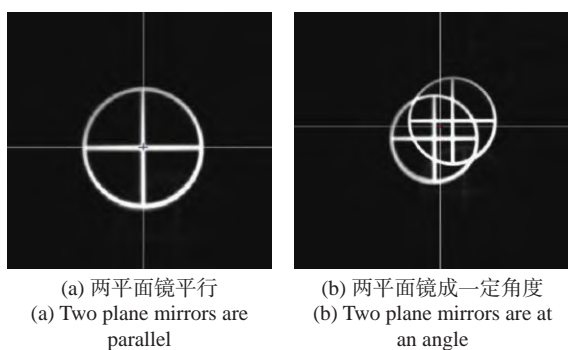 (a) 两平面镜平行
(a) Two plane mirrors are
parallel
(b) 两平面镜成一定角度
(b) Two plane mirrors are at
an angle